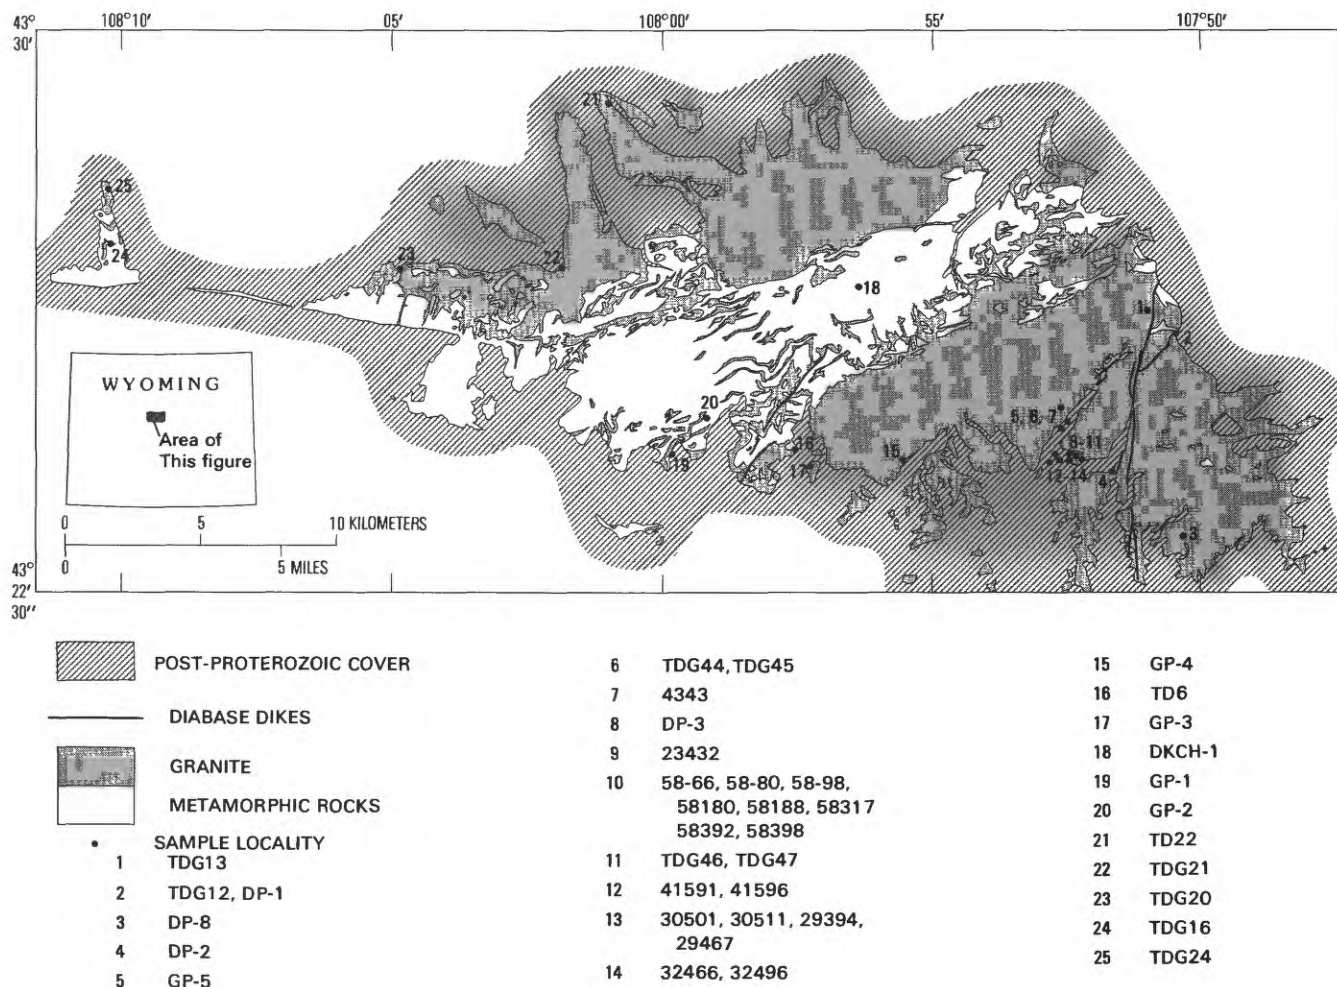 43° 108°10' 05' 108°00' 55' 107°50'
30'
21
25
24
23
22
18
1
2
20
5, 6, 7
16
8-11
19
17
15
12-14
4
3
WYOMING
Area of
This figure
0 5 10 KILOMETERS
0 5 MILES
43°
22'
30"
POST-PROTEROZOIC COVER
DIABASE DIKES
GRANITE
METAMORPHIC ROCKS
SAMPLE LOCALITY
1 TDG13
2 TDG12, DP-1
3 DP-8
4 DP-2
5 GP-5
6 TDG44, TDG45
7 4343
8 DP-3
9 23432
10 58-66, 58-80, 58-98,
58180, 58188, 58317
58392, 58398
11 TDG46, TDG47
12 41591, 41596
13 30501, 30511, 29394,
29467
14 32466, 32496
15 GP-4
16 TD6
17 GP-3
18 DKCH-1
19 GP-1
20 GP-2
21 TD22
22 TDG21
23 TDG20
24 TDG16
25 TDG24